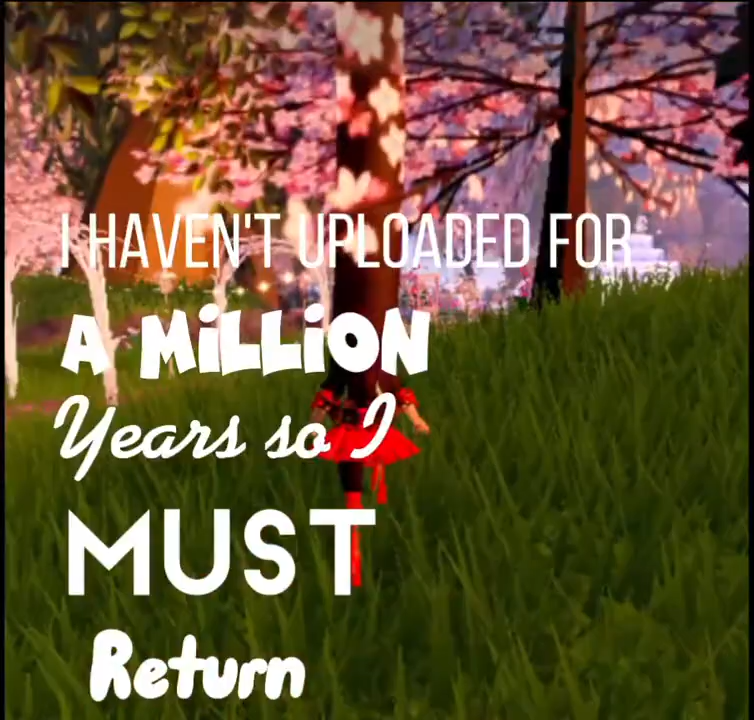 I HAVEN'T UPLOADED FOR
A MiLLiON
Years so I
MUST
Return